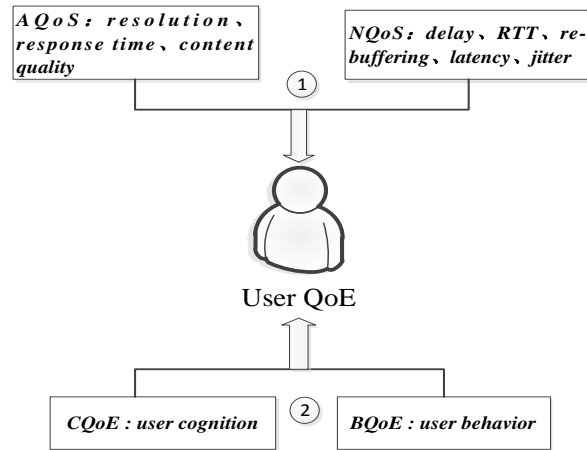 AQoS：resolution、
response time、content
quality
NQoS：delay、RTT、re-
buffering、latency、jitter
1
User QoE
2
CQoE : user cognition
BQoE : user behavior